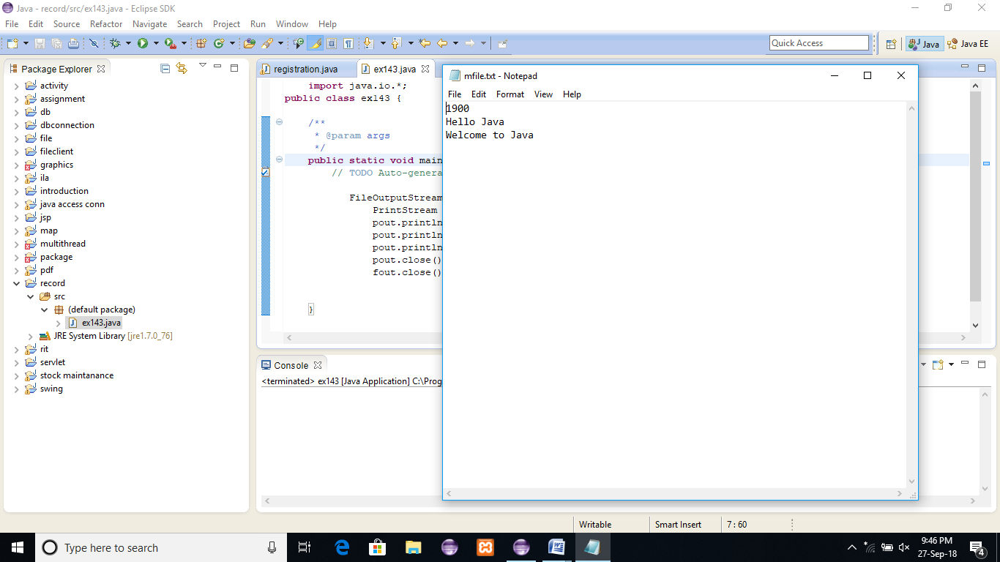 Java - record/src/ex143.java - Eclipse SDK
File Edit Source Refactor Navigate Search Project Run Window Help
Quick Access
Java
Java EE
Package Explorer
activity
assignment
db
dbconnection
file
fileclient
graphics
ila
introduction
java access conn
jsp
map
multithread
package
pdf
record
src
(default package)
ex143.java
JRE System Library [jre1.7.0_76]
rit
servlet
stock maintanance
swing
registration.java
ex143.java
import java.io.*;
public class ex143 {
/**
* @param args
*/
public static void main
// TODO Auto-genera
FileOutputStream
PrintStream
pout.println
pout.println
pout.println
pout.close()
fout.close()
}
mfile.txt - Notepad
File Edit Format View Help
1900
Hello Java
Welcome to Java
Console
<terminated> ex143 [Java Application] C:\Prog
Writable
Smart Insert
7 : 60
Type here to search
9:46 PM
27-Sep-18
4